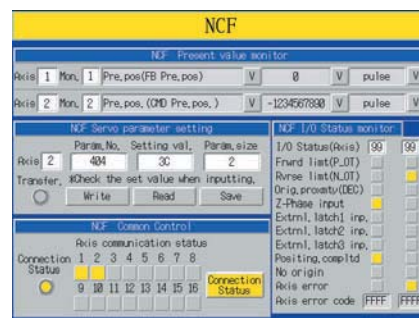 NCF
NCF Present value monitor
Axis 1 Mon. 1 Pre.pos(FB Pre.pos) V 0 V pulse V
Axis 2 Mon. 2 Pre.pos.(CMD Pre.pos.) V -1234567890 V pulse V
NCF Servo parameter setting
Param.No. Setting val. Param.size
Axis 2 404 3C 2
Transfer. *Check the set value when inputting.
Write Read Save
NCF Common Control
Axis communication status
Connection Status
1 2 3 4 5 6 7 8
9 10 11 12 13 14 15 16
Connection Status
NCF I/O Status monitor
I/O Status(Axis) 99 99
Frwrd limt(P_OT)
Rvrse limt(N_OT)
Orig.proxmty(DEC)
Z-Phase input
Extrnl.latch1 inp.
Extrnl.latch2 inp.
Extrnl.latch3 inp.
Positing.compltd
No origin
Axis error
Axis error code FFFF FFFF